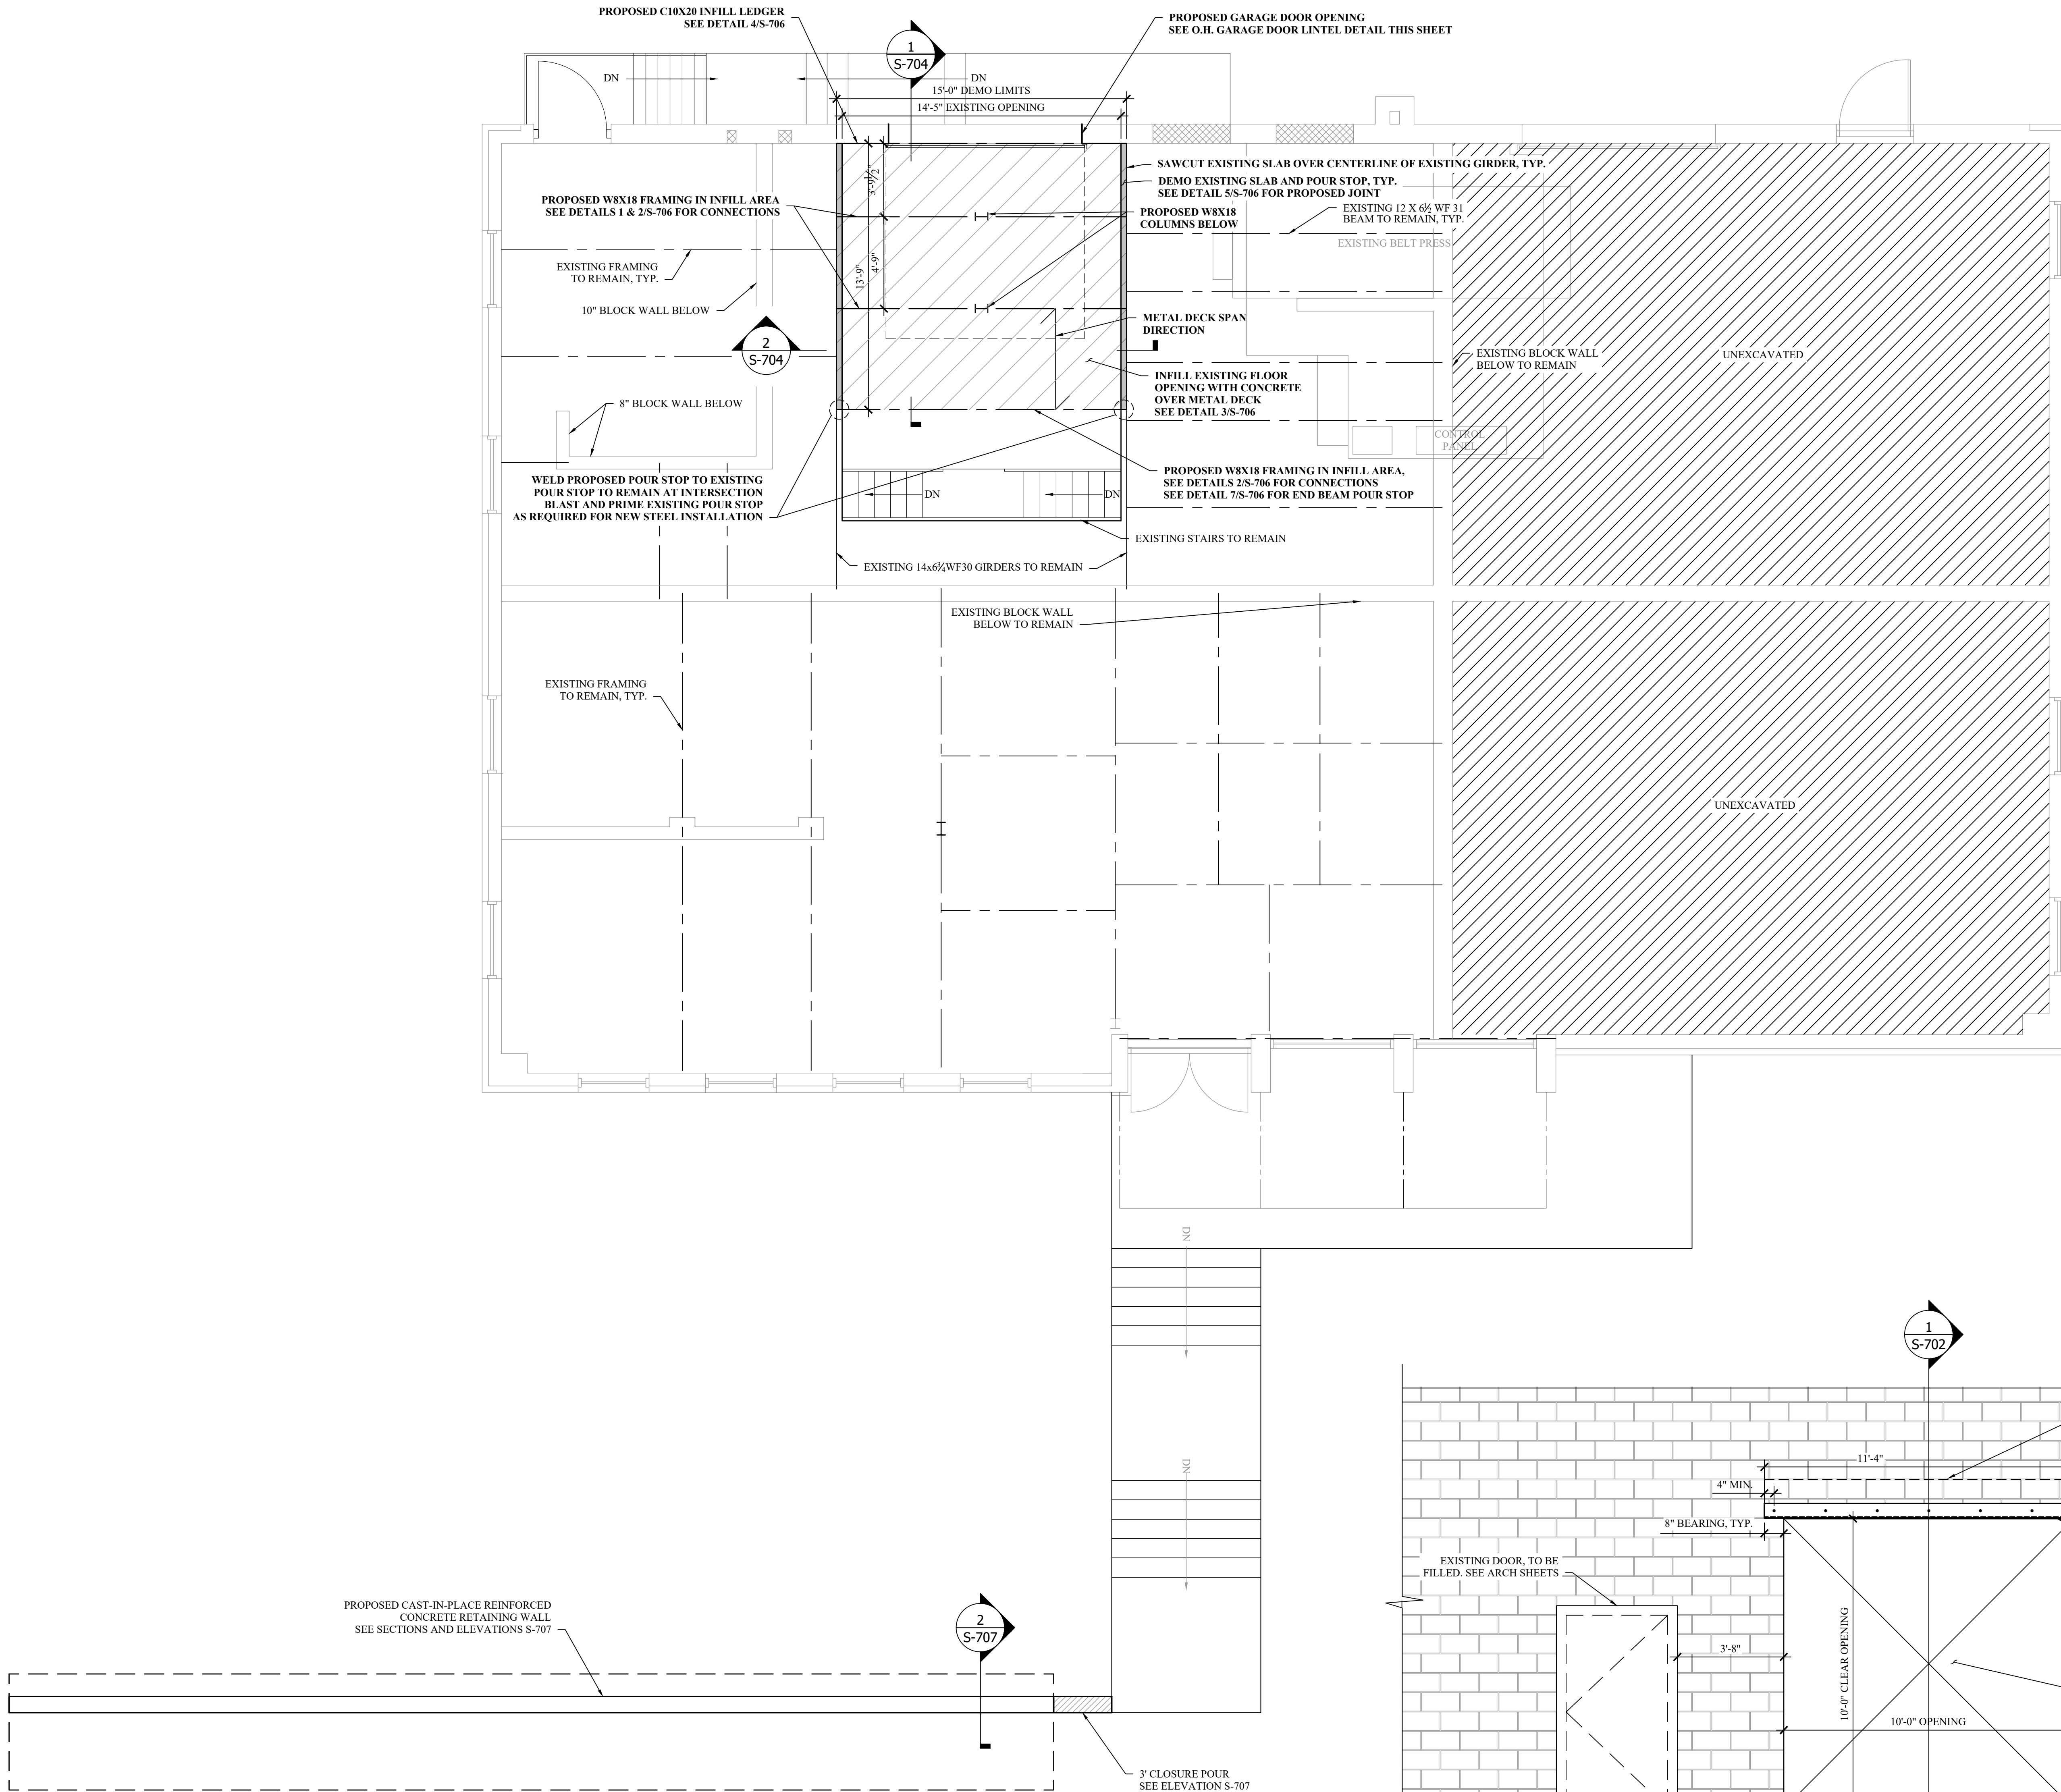 PROPOSED C10X20 INFILL LEDGER
SEE DETAIL 4/S-706
PROPOSED GARAGE DOOR OPENING
SEE O.H. GARAGE DOOR LINTEL DETAIL THIS SHEET
1
S-704
DN
DN
15'-0" DEMO LIMITS
14'-5" EXISTING OPENING
SAWCUT EXISTING SLAB OVER CENTERLINE OF EXISTING GIRDER, TYP.
DEMO EXISTING SLAB AND POUR STOP, TYP.
SEE DETAIL 5/S-706 FOR PROPOSED JOINT
3'-9½"
PROPOSED W8X18 FRAMING IN INFILL AREA
SEE DETAILS 1 & 2/S-706 FOR CONNECTIONS
PROPOSED W8X18
COLUMNS BELOW
EXISTING 12 X 6½ WF 31
BEAM TO REMAIN, TYP.
EXISTING BELT PRESS
4'-9"
13'-9"
EXISTING FRAMING
TO REMAIN, TYP.
10" BLOCK WALL BELOW
METAL DECK SPAN
DIRECTION
2
S-704
EXISTING BLOCK WALL
BELOW TO REMAIN
UNEXCAVATED
INFILL EXISTING FLOOR
OPENING WITH CONCRETE
OVER METAL DECK
SEE DETAIL 3/S-706
8" BLOCK WALL BELOW
CONTROL
PANEL
WELD PROPOSED POUR STOP TO EXISTING
POUR STOP TO REMAIN AT INTERSECTION
BLAST AND PRIME EXISTING POUR STOP
AS REQUIRED FOR NEW STEEL INSTALLATION
PROPOSED W8X18 FRAMING IN INFILL AREA,
SEE DETAILS 2/S-706 FOR CONNECTIONS
SEE DETAIL 7/S-706 FOR END BEAM POUR STOP
DN
DN
EXISTING STAIRS TO REMAIN
EXISTING 14x6¾WF30 GIRDERS TO REMAIN
EXISTING BLOCK WALL
BELOW TO REMAIN
EXISTING FRAMING
TO REMAIN, TYP.
UNEXCAVATED
DN
DN
1
S-702
11'-4"
4" MIN.
8" BEARING, TYP.
EXISTING DOOR, TO BE
FILLED. SEE ARCH SHEETS
3'-8"
10'-0" CLEAR OPENING
10'-0" OPENING
PROPOSED CAST-IN-PLACE REINFORCED
CONCRETE RETAINING WALL
SEE SECTIONS AND ELEVATIONS S-707
2
S-707
3' CLOSURE POUR
SEE ELEVATION S-707